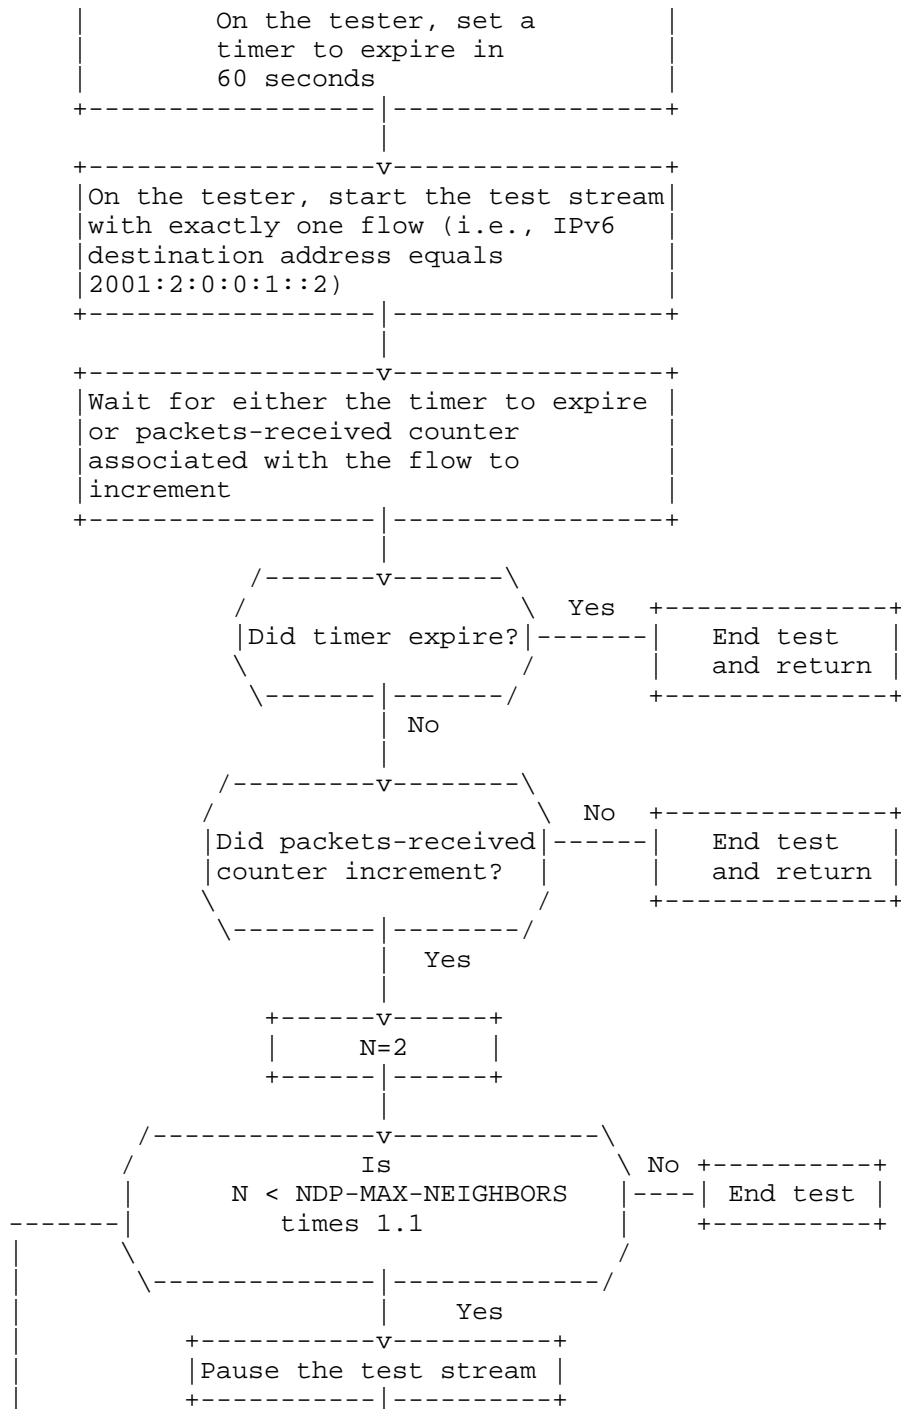 On the tester, set a
timer to expire in
60 seconds
On the tester, start the test stream
with exactly one flow (i.e., IPv6
destination address equals
2001:2:0:0:1::2)
Wait for either the timer to expire
or packets-received counter
associated with the flow to
increment
Yes
Did timer expire?
End test
and return
No
No
Did packets-received
counter increment?
End test
and return
Yes
N=2
Is
No
N < NDP-MAX-NEIGHBORS
End test
times 1.1
Yes
Pause the test stream